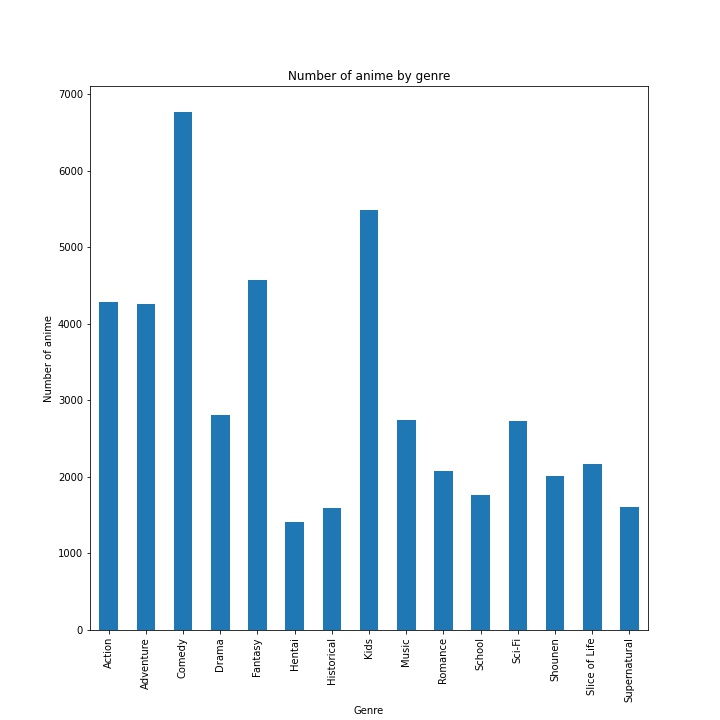 Number of anime by genre
Number of anime
7000
6000
5000
4000
3000
2000
1000
0
Action
Adventure
Comedy
Drama
Fantasy
Hentai
Historical
Kids
Music
Romance
School
Sci-Fi
Shounen
Slice of Life
Supernatural
Genre